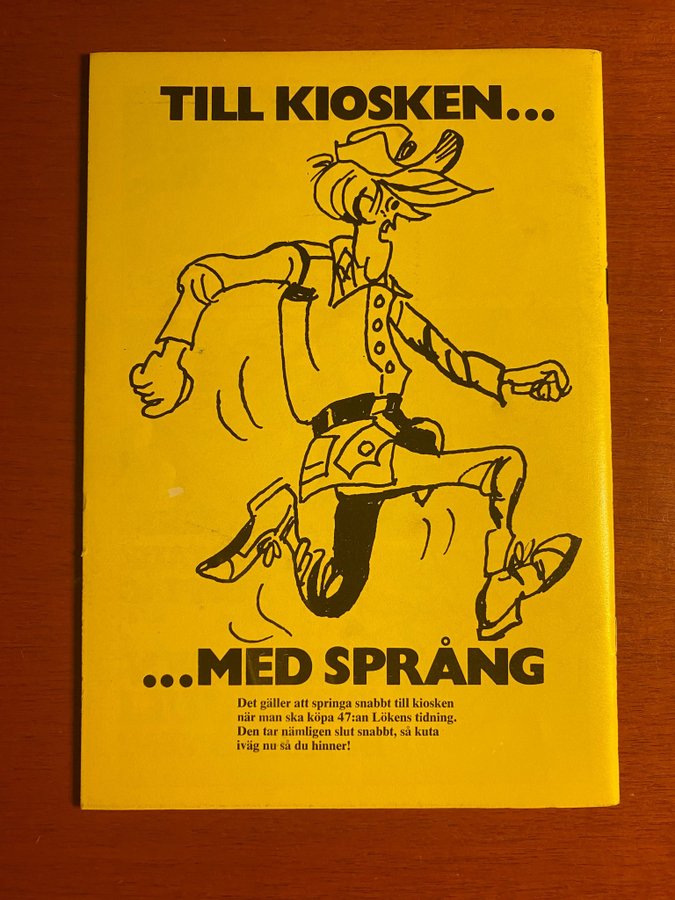 TILL KIOSKEN...
...MED SPRÅNG
Det gäller att springa snabbt till kiosken
när man ska köpa 47:an Lökens tidning.
Den tar nämligen slut snabbt, så kuta
iväg nu så du hinner!